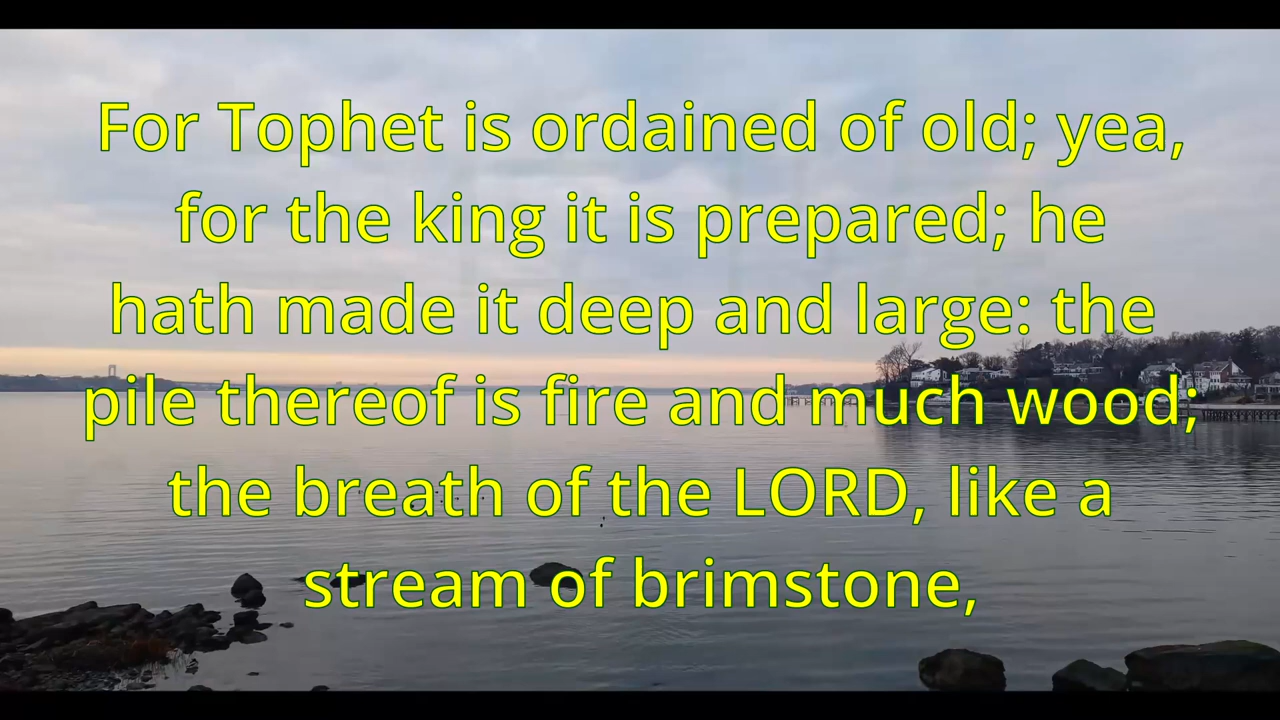 For Tophet is ordained of old; yea,
for the king it is prepared; he
hath made it deep and large: the
pile thereof is fire and much wood;
the breath of the LORD, like a
stream of brimstone,